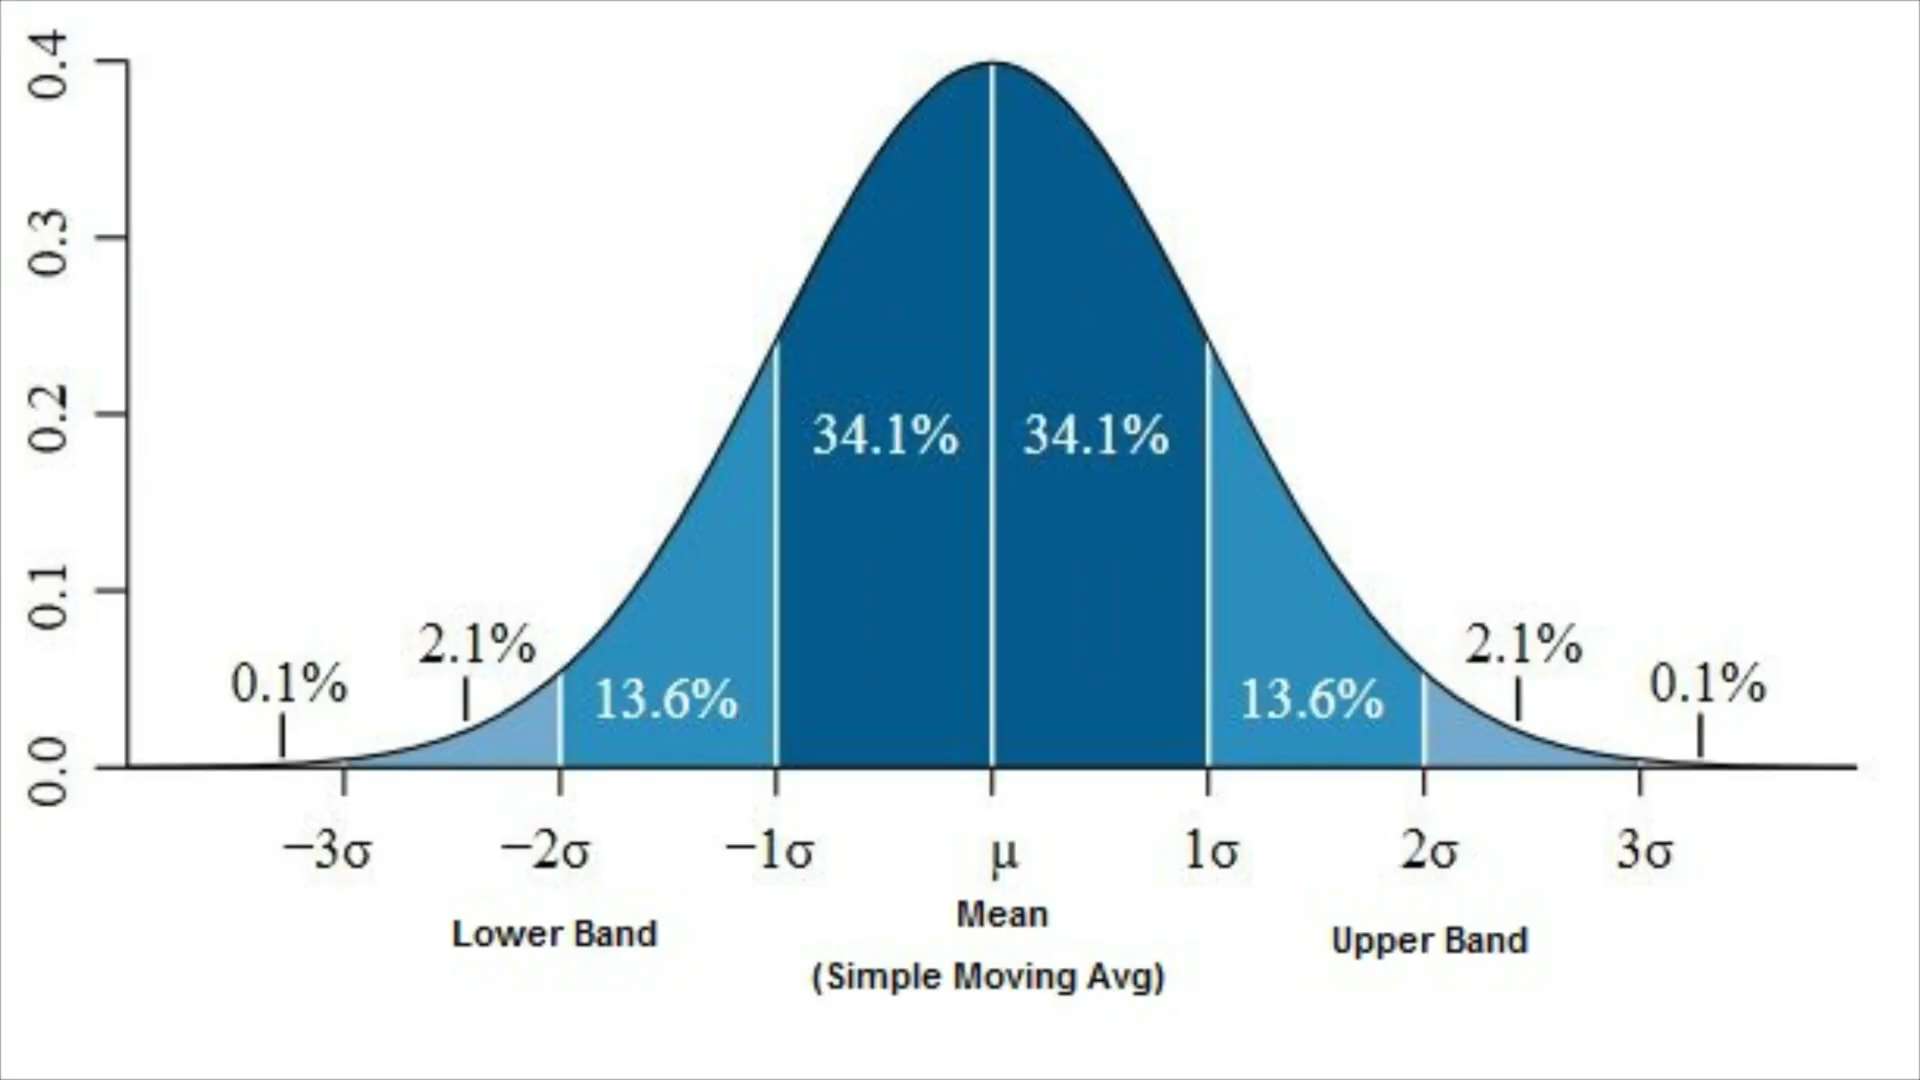 0.4
0.3
0.2
0.1
0.0
34.1% 34.1%
2.1% 2.1%
0.1% 13.6% 13.6% 0.1%
−3σ −2σ −1σ μ 1σ 2σ 3σ
Lower Band Mean Upper Band
(Simple Moving Avg)